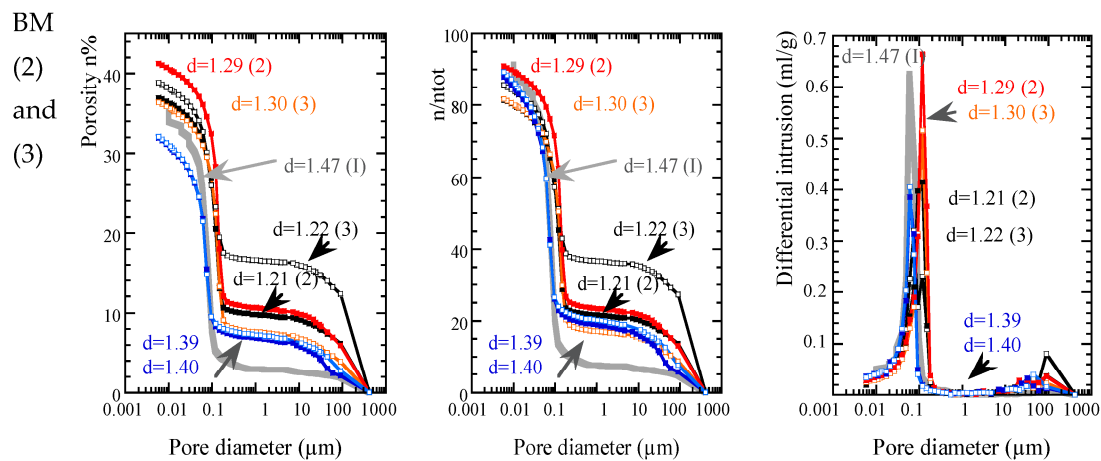 BM
(2)
and
(3)
Porosity n%
40
30
20
10
0
0.001 0.01 0.1 1 10 100 1000
Pore diameter (µm)
d=1.29 (2)
d=1.30 (3)
d=1.47 (I)
d=1.22 (3)
d=1.21 (2)
d=1.39
d=1.40
n/ntot
100
80
60
40
20
0
0.001 0.01 0.1 1 10 100 1000
Pore diameter (µm)
d=1.29 (2)
d=1.30 (3)
d=1.47 (I)
d=1.22 (3)
d=1.21 (2)
d=1.39
d=1.40
Differential intrusion (ml/g)
0.7
0.6
0.5
0.4
0.3
0.2
0.1
0.001 0.01 0.1 1 10 100 1000
Pore diameter (µm)
d=1.47 (I)
d=1.29 (2)
d=1.30 (3)
d=1.21 (2)
d=1.22 (3)
d=1.39
d=1.40